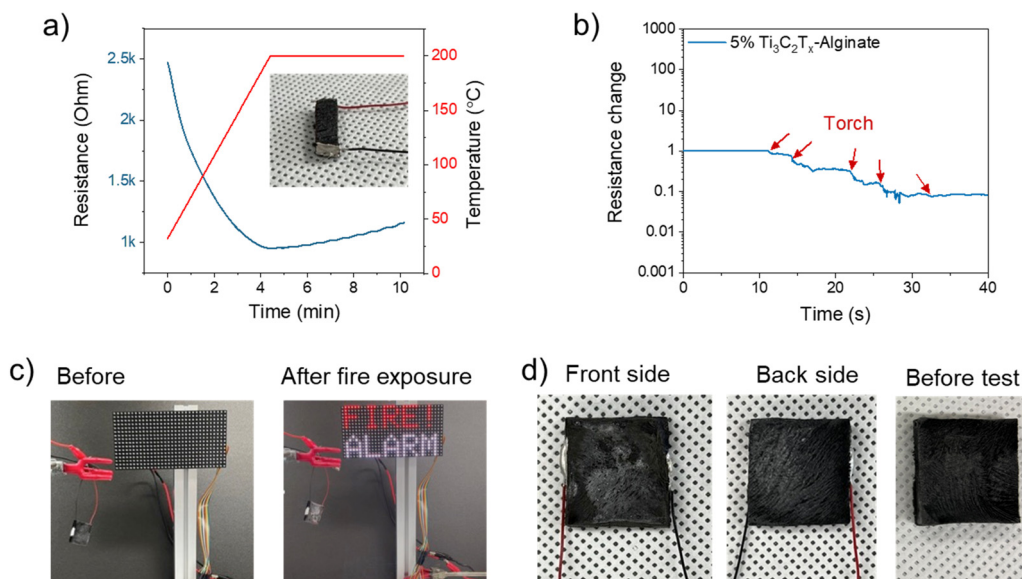 a)
Resistance (Ohm)
2.5k
2k
1.5k
1k
0 2 4 6 8 10
Time (min)
200
150
100
50
0
Temperature (°C)
b)
Resistance change
1000
100
10
1
0.1
0.01
0.001
5% Ti₃C₂Tₓ-Alginate
Torch
0 10 20 30 40
Time (s)
c)
Before
After fire exposure
FIRE!
ALARM
d)
Front side
Back side
Before test